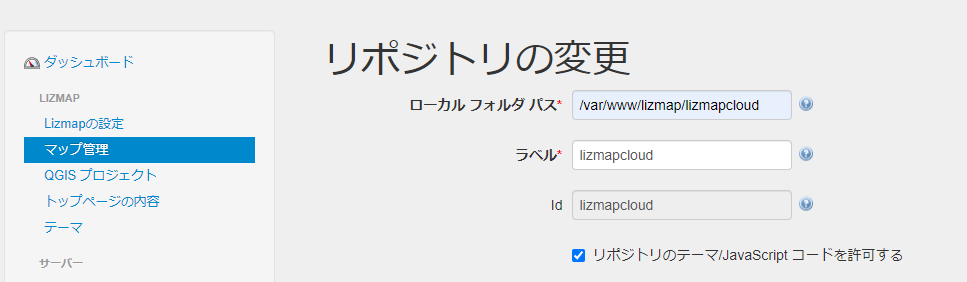 ダッシュボード
LIZMAP
Lizmapの設定
マップ管理
QGIS プロジェクト
トップページの内容
テーマ
サーバー
リポジトリの変更
ローカル フォルダ パス* /var/www/lizmap/lizmapcloud
ラベル* lizmapcloud
Id lizmapcloud
リポジトリのテーマ/JavaScript コードを許可する